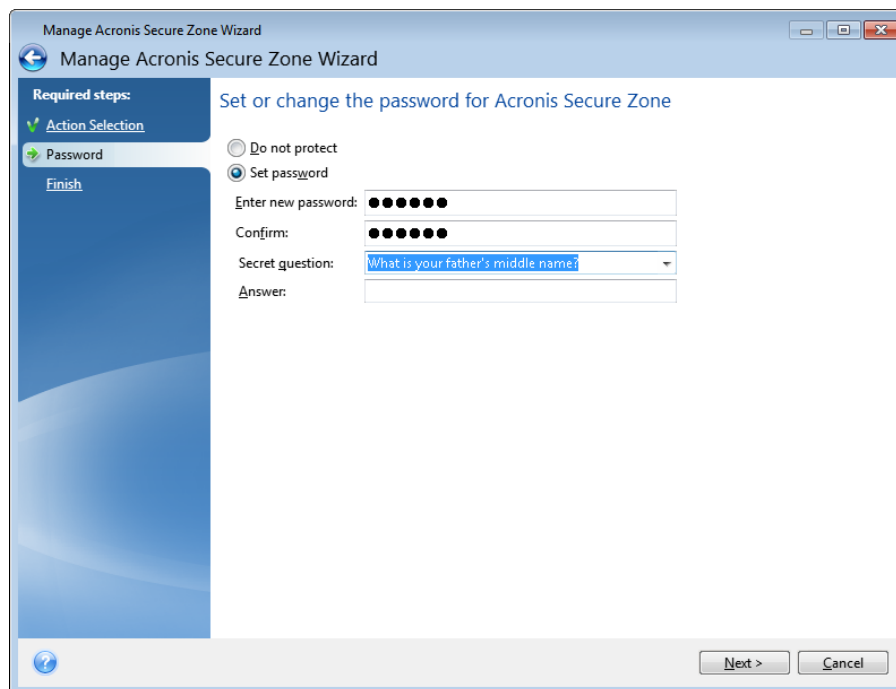 Manage Acronis Secure Zone Wizard
Manage Acronis Secure Zone Wizard
Required steps:
Action Selection
Password
Finish
Set or change the password for Acronis Secure Zone
Do not protect
Set password
Enter new password: ●●●●●●
Confirm: ●●●●●●
Secret question: What is your father's middle name?
Answer:
?
Next >
Cancel